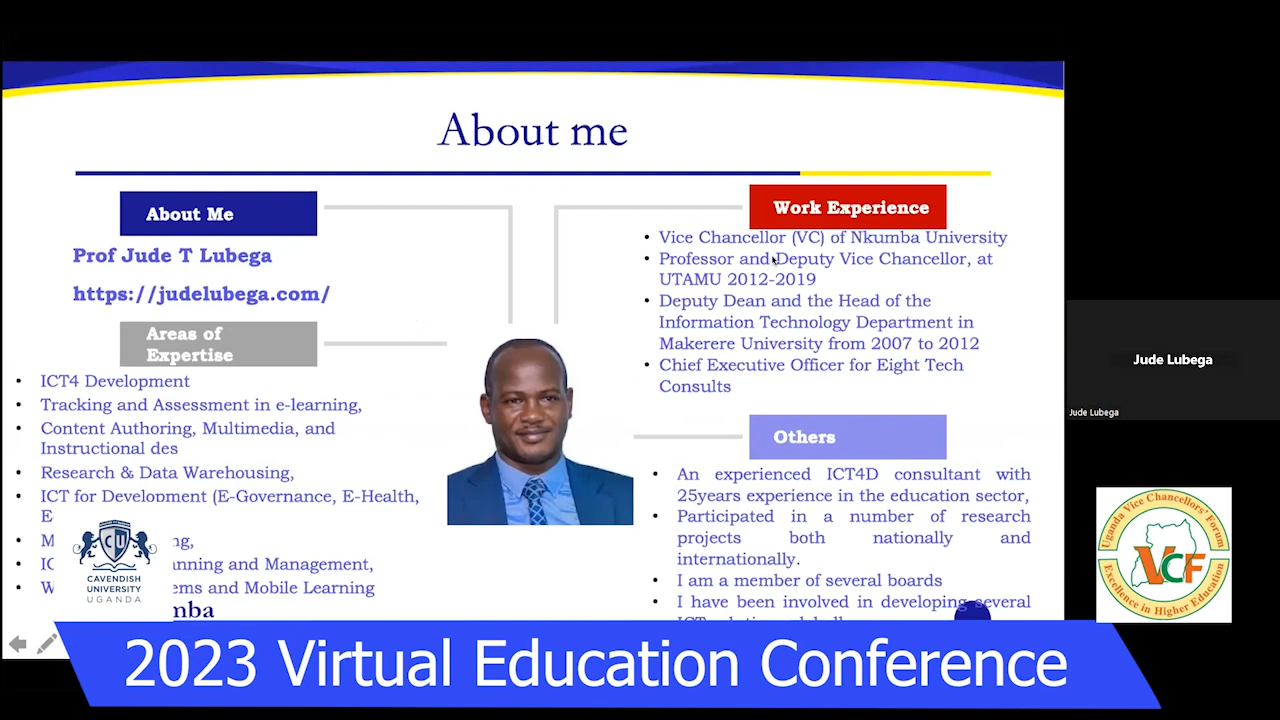 About me
About Me
Prof Jude T Lubega
https://judelubega.com/
Areas of
Expertise
• ICT4 Development
• Tracking and Assessment in e-learning,
• Content Authoring, Multimedia, and
Instructional des
• Research & Data Warehousing,
• ICT for Development (E-Governance, E-Health,
E
ng,
nning and Management,
ems and Mobile Learning
mba
Work Experience
• Vice Chancellor (VC) of Nkumba University
• Professor and Deputy Vice Chancellor, at
UTAMU 2012-2019
• Deputy Dean and the Head of the
Information Technology Department in
Makerere University from 2007 to 2012
• Chief Executive Officer for Eight Tech
Consults
Others
• An experienced ICT4D consultant with
25years experience in the education sector,
• Participated in a number of research
projects both nationally and
internationally.
• I am a member of several boards
• I have been involved in developing several
CU
CAVENDISH
UNIVERSITY
UGANDA
Jude Lubega
Jude Lubega
Uganda Vice Chancellors' Forum
VCF
Excellence in Higher Education
2023 Virtual Education Conference